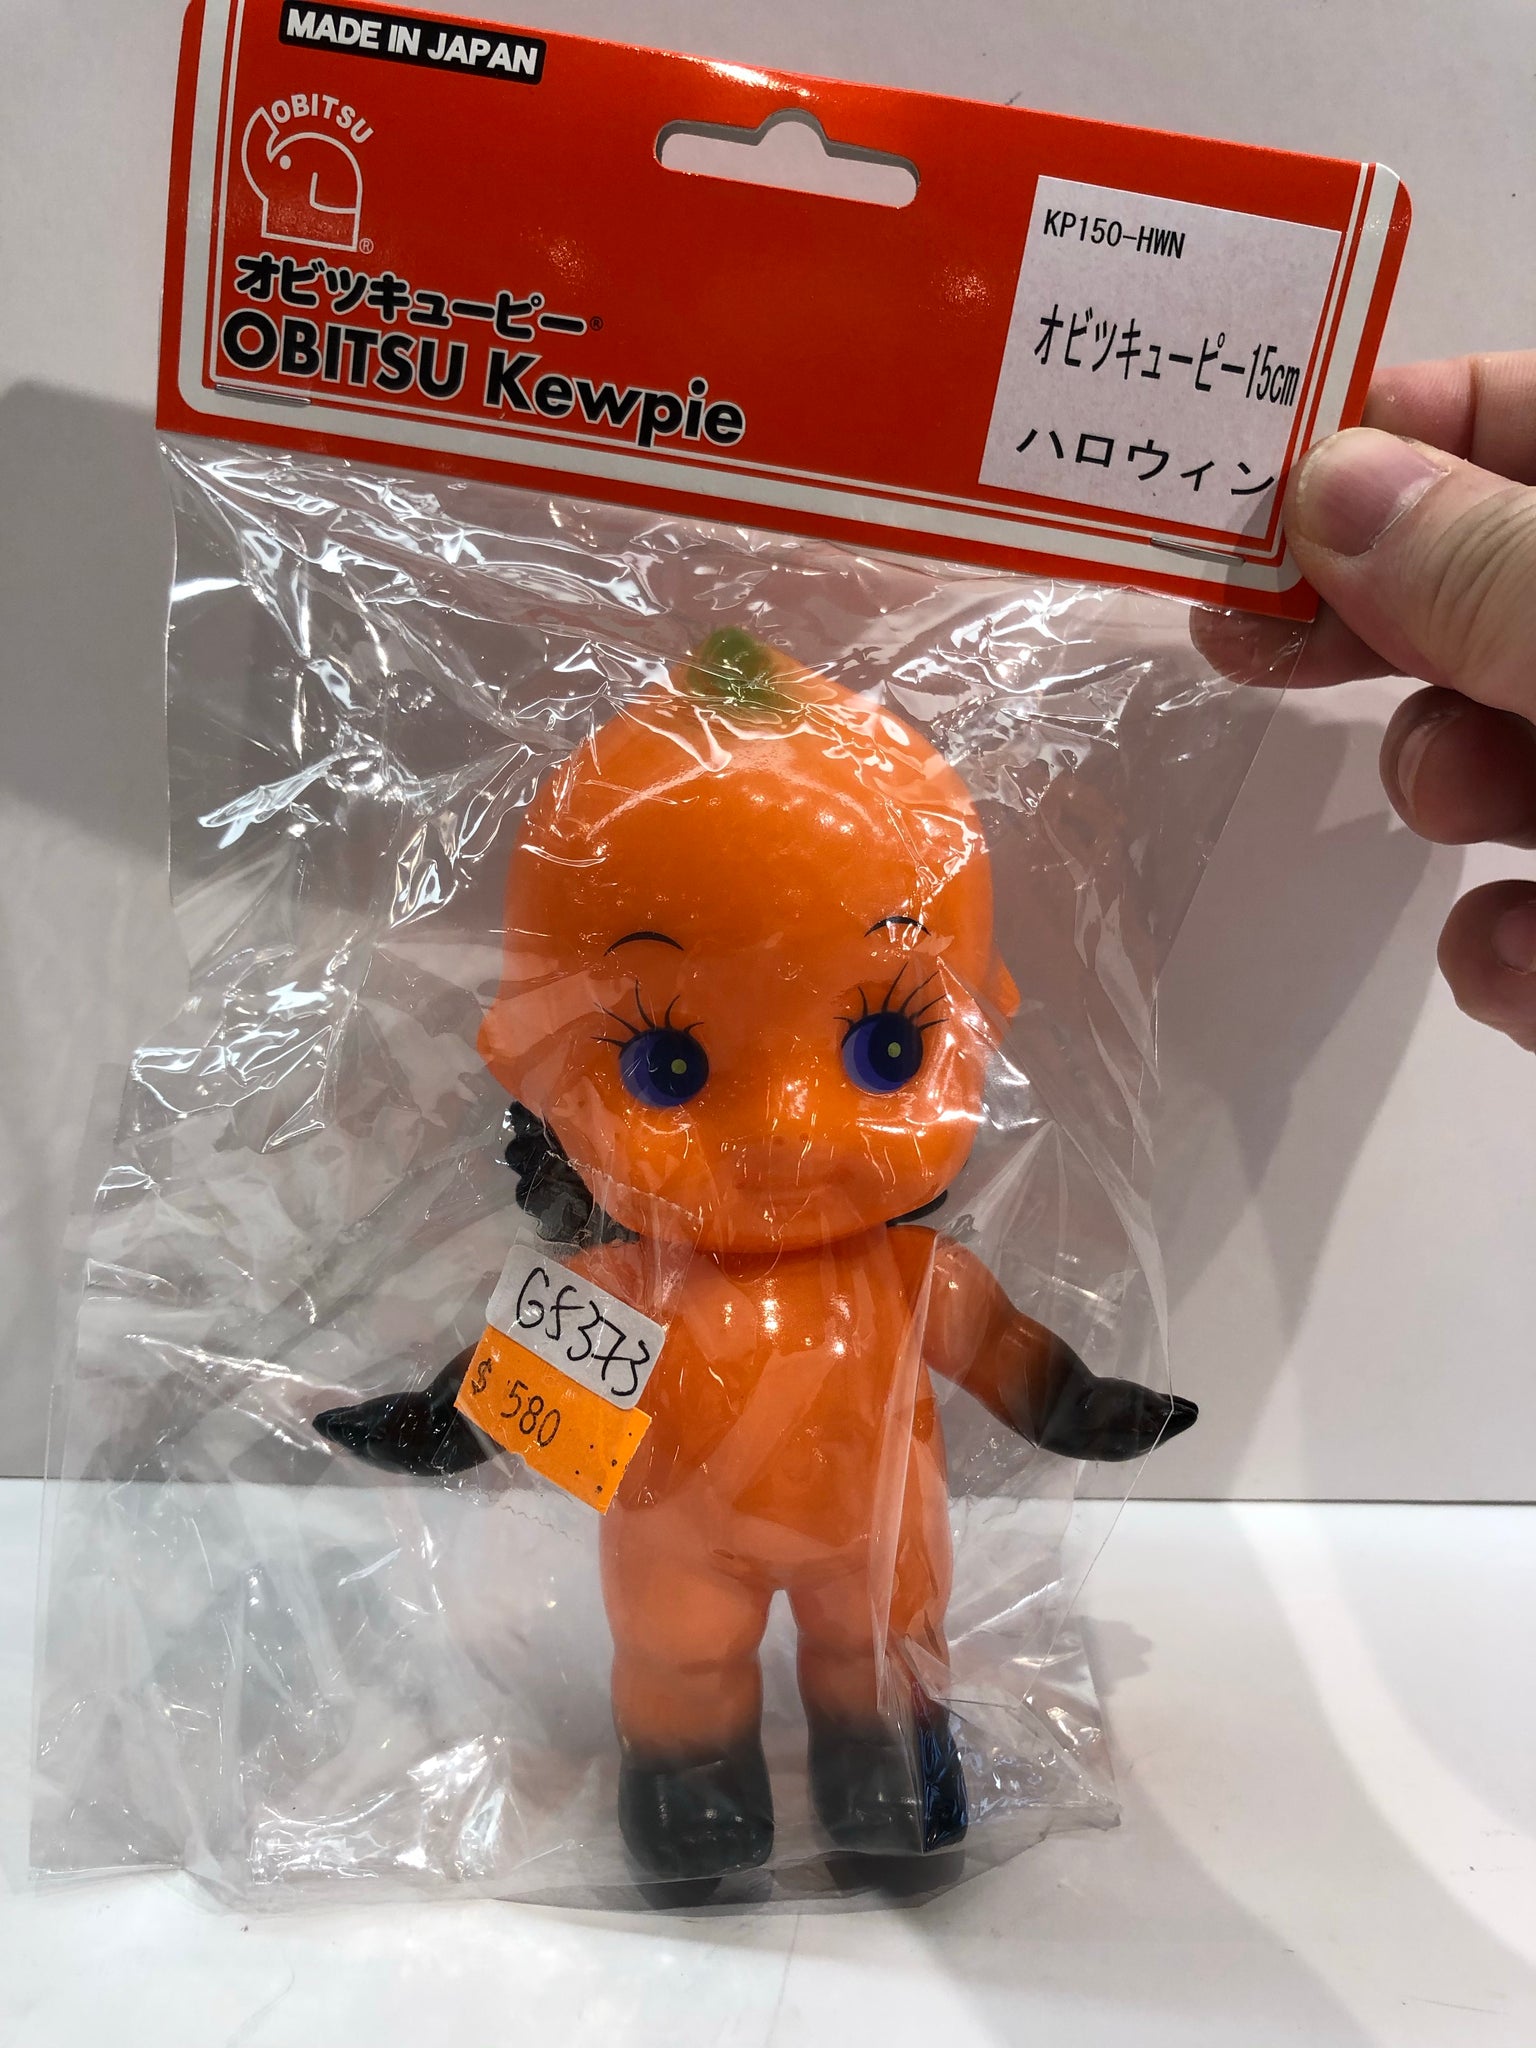 MADE IN JAPAN
OBITSU
®
オビツキューピー®
OBITSU Kewpie
KP150-HWN
オビツキューピー15cm
ハロウィン
GS373
$ 580